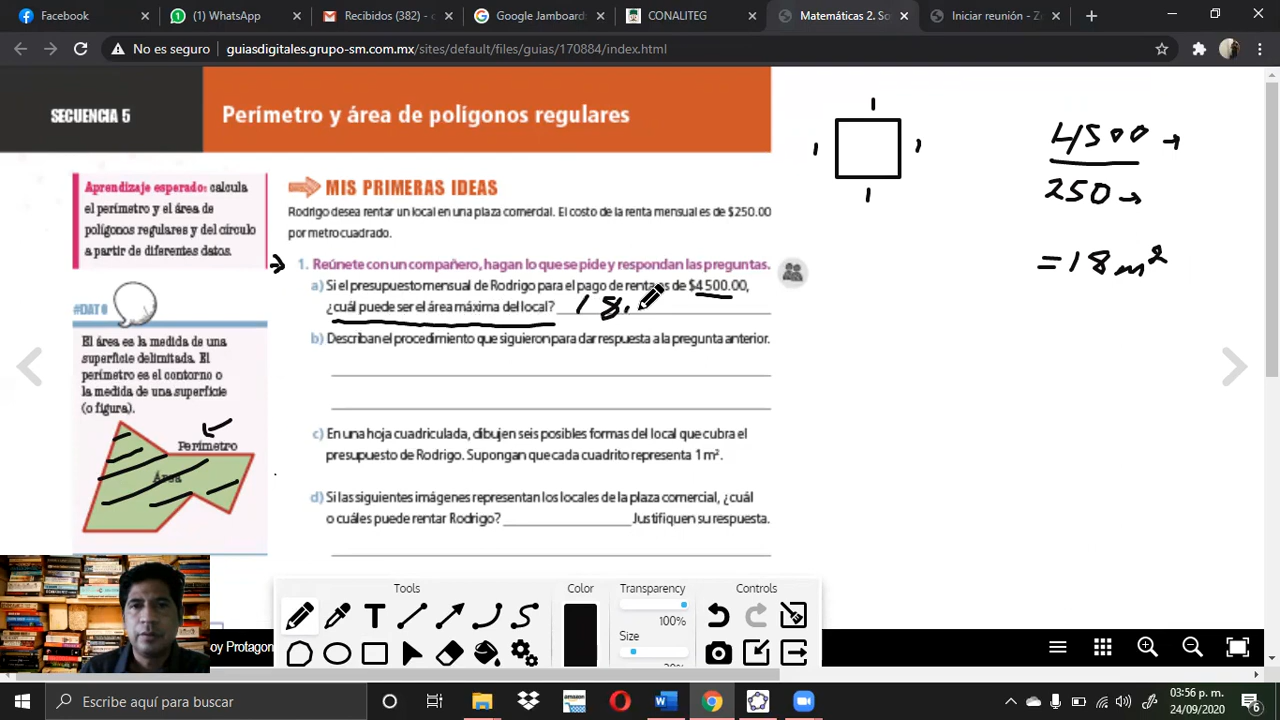 Facebook
(1) WhatsApp
Recibidos (382) -
Google Jamboard
CONALITEG
Matemáticas 2. So
Iniciar reunión - Ze
No es seguro
guiasdigitales.grupo-sm.com.mx/sites/default/files/guias/170884/index.html
SECUENCIA 5
Perímetro y área de polígonos regulares
Aprendizaje esperado: calcula
el perímetro y el área de
polígonos regulares y del círculo
a partir de diferentes datos.
#DATO
El área es la medida de una
superficie delimitada. El
perímetro es el contorno o
la medida de una superficie
(o figura).
Perímetro
Área
MIS PRIMERAS IDEAS
Rodrigo desea rentar un local en una plaza comercial. El costo de la renta mensual es de $250.00
por metro cuadrado.
1. Reúnete con un compañero, hagan lo que se pide y respondan las preguntas.
a) Si el presupuesto mensual de Rodrigo para el pago de renta es de $4 500.00,
¿cuál puede ser el área máxima del local? 18.
b) Describan el procedimiento que siguieron para dar respuesta a la pregunta anterior.
c) En una hoja cuadriculada, dibujen seis posibles formas del local que cubra el
presupuesto de Rodrigo. Supongan que cada cuadrito representa 1 m².
d) Si las siguientes imágenes representan los locales de la plaza comercial, ¿cuál
o cuáles puede rentar Rodrigo? Justifiquen su respuesta.
1
1
1
1
4500 →
250 →
= 18 m²
Tools
Color
Transparency
Controls
100%
Size
oy Protagon
Escribe aquí para buscar
03:56 p. m.
24/09/2020
6